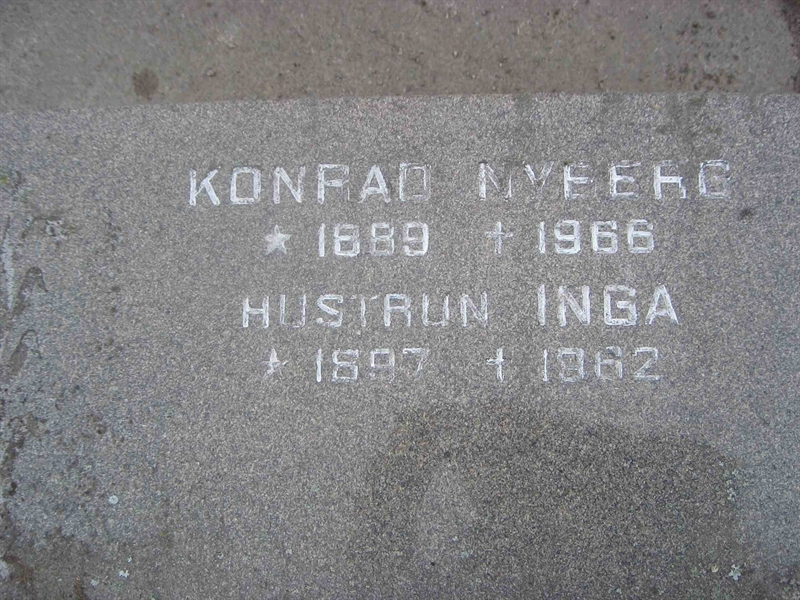 KONRAD NYBERG
* 1889 † 1966
HUSTRUN INGA
* 1897 † 1962